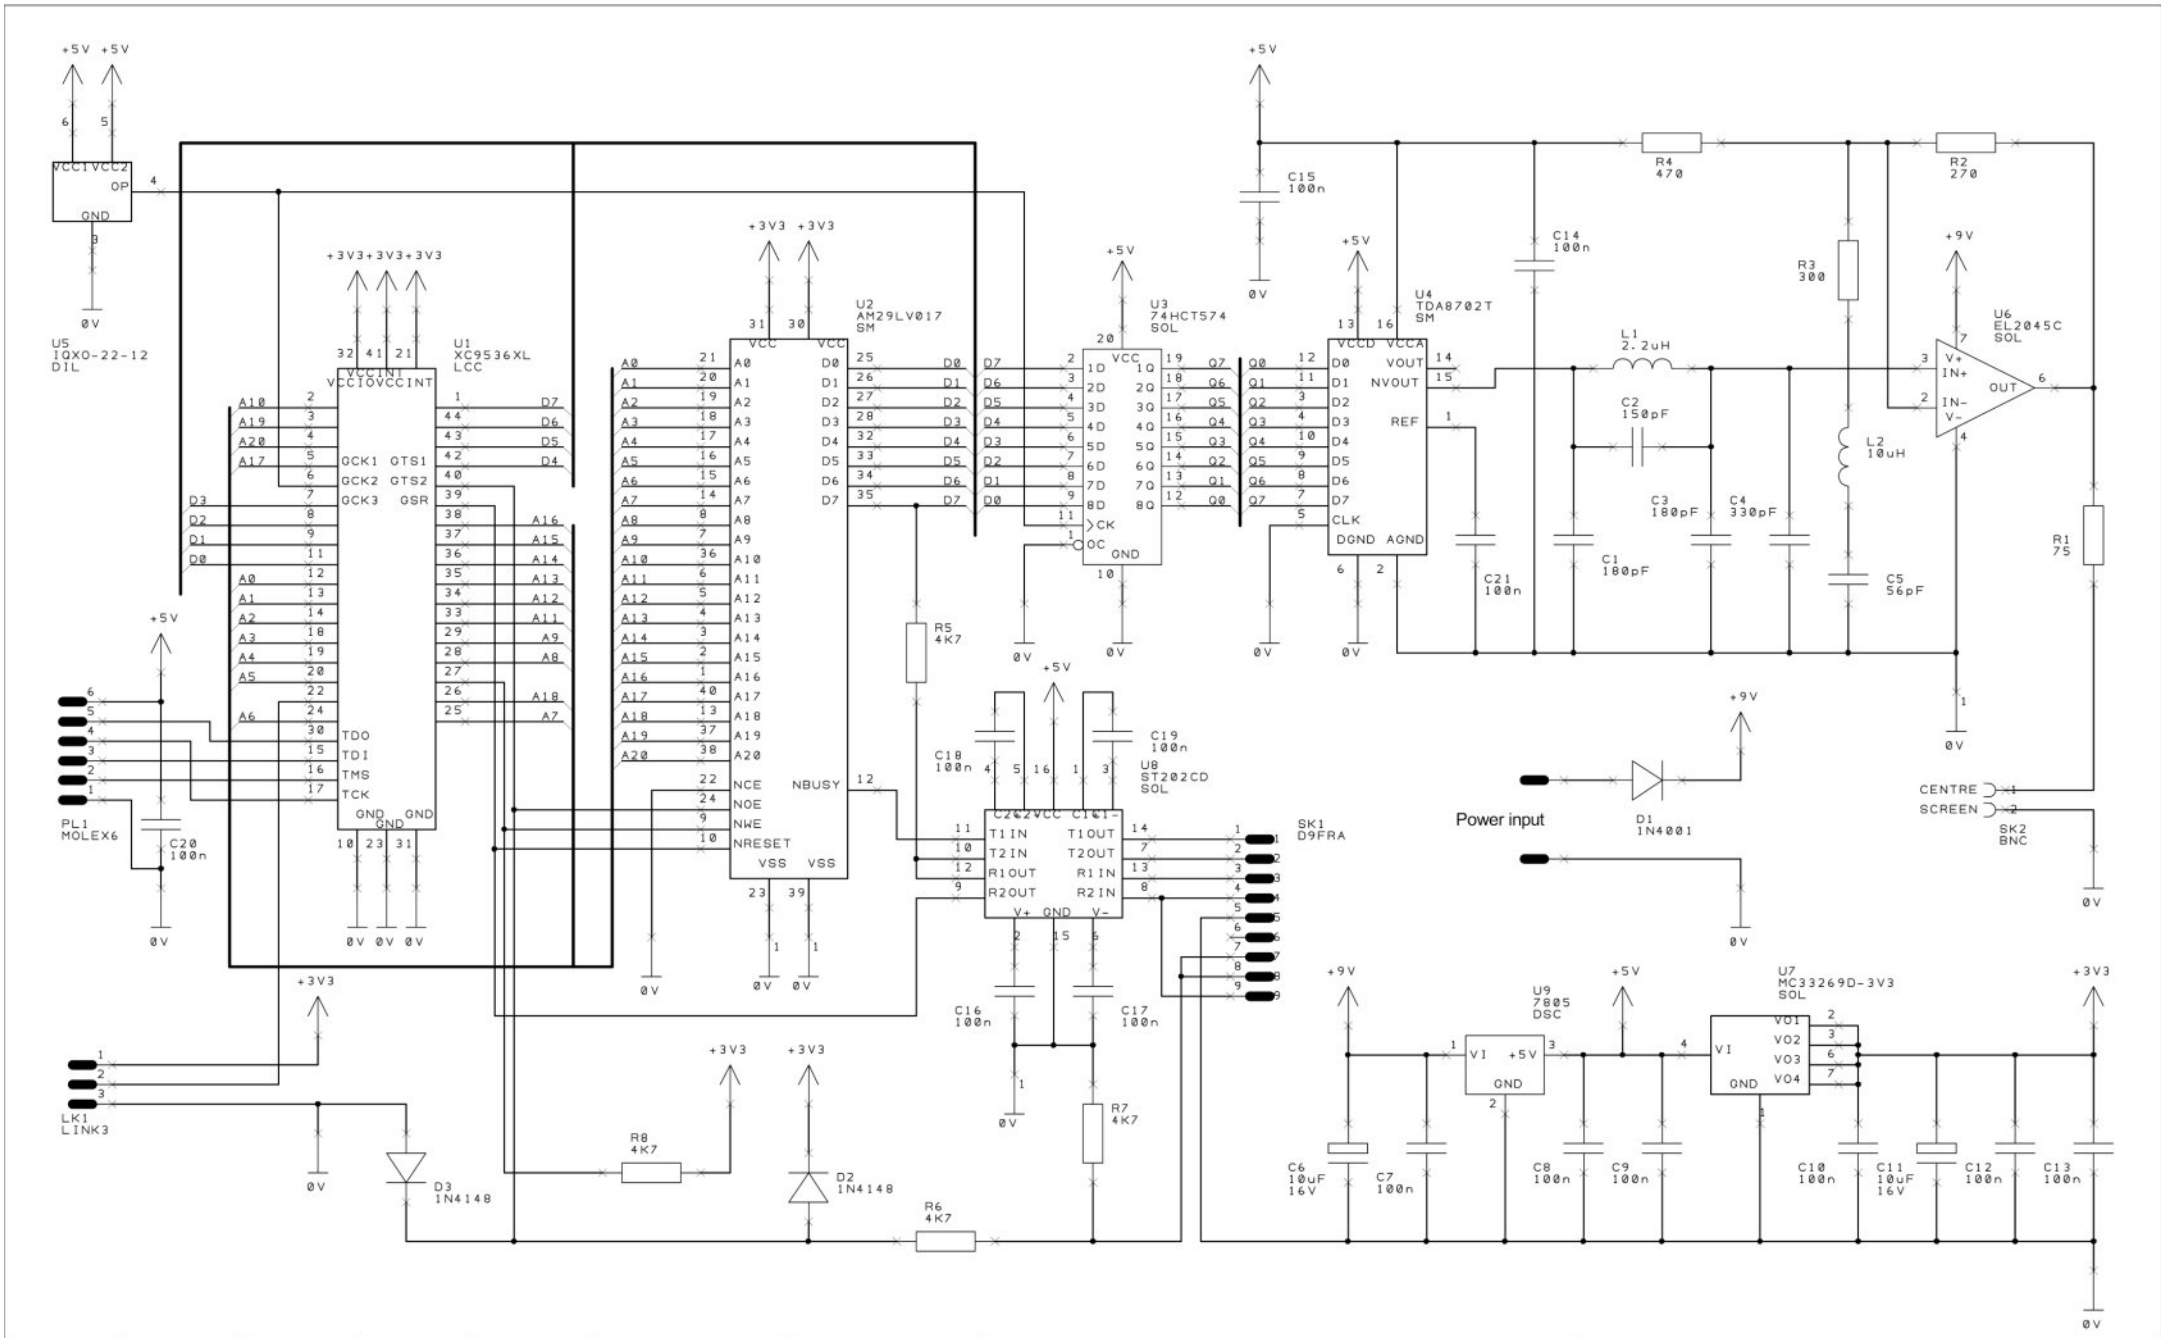 +5V +5V
6 5
VCC1 VCC2
OP 4
GND
3
0V
U5
IQXO-22-12
DIL
+3V3 +3V3 +3V3
32 41 21
U1
XC9536XL
LCC
VCCINT
VCCIO VCCINT
A10 2 1 D7
A19 3 44 D6
A20 4 43 D5
A17 5 GCK1 GTS1 42 D4
6 GCK2 GTS2 40
D3 7 GCK3 GSR 39
D2 8 38 A16
D1 9 37 A15
D0 11 36 A14
A0 12 35 A13
A1 13 34 A12
A2 14 33 A11
A3 18 29 A9
A4 19 28 A8
A5 20 27
22 26 A18
A6 24 25 A7
30 TDO
15 TDI
16 TMS
17 TCK
GND GND
GND
10 23 31
0V 0V 0V
+5V
6
5
4
3
2
1
PL1
MOLEX6
C20
100n
0V
+3V3
1
2
3
LK1
LINK3
0V
D3
1N4148
R8
4K7
+3V3
+3V3
D2
1N4148
R6
4K7
+3V3 +3V3
31 30
U2
AM29LV017
SM
VCC VCC
A0 21 A0 D0 25 D0
A1 20 A1 D1 26 D1
A2 19 A2 D2 27 D2
A3 18 A3 D3 28 D3
A4 17 A4 D4 32 D4
A5 16 A5 D5 33 D5
A6 15 A6 D6 34 D6
A7 14 A7 D7 35 D7
A8 8 A8
A9 7 A9
A10 36 A10
A11 6 A11
A12 5 A12
A13 4 A13
A14 3 A14
A15 2 A15
A16 1 A16
A17 40 A17
A18 13 A18
A19 37 A19
A20 38 A20
22 NCE NBUSY 12
24 NOE
9 NWE
10 NRESET
VSS VSS
23 39
1 1
0V 0V 0V
R5
4K7
+5V
20
U3
74HCT574
SOL
VCC
D7 2 1D 1Q 19 Q7
D6 3 2D 2Q 18 Q6
D5 4 3D 3Q 17 Q5
D4 5 4D 4Q 16 Q4
D3 6 5D 5Q 15 Q3
D2 7 6D 6Q 14 Q2
D1 8 7D 7Q 13 Q1
D0 9 8D 8Q 12 Q0
11 CK
1 OC
GND
10
0V 0V
+5V
C15
100n
0V
+5V
13 16
U4
TDA8702T
SM
VCCD VCCA
Q0 12 D0 VOUT 14
Q1 11 D1 NVOUT 15
Q2 3 D2
Q3 4 D3 REF 1
Q4 10 D4
Q5 9 D5
Q6 8 D6
Q7 7 D7
5 CLK
DGND AGND
6 2
0V 0V
C21
100n
C14
100n
R4
470
R2
270
L1
2.2uH
C2
150pF
C1
180pF
C3
180pF
C4
330pF
R3
300
L2
10uH
C5
56pF
+9V
U6
EL2045C
SOL
7
3 V+
IN+
OUT 6
2 IN-
V-
4
1
0V
R1
75
CENTRE 1
SCREEN 2
SK2
BNC
0V
+5V
C18
100n
C19
100n
U8
ST202CD
SOL
4 5 16 1 3
C2+ C2- VCC C1+ C1-
11 T1IN T1OUT 14
10 T2IN T2OUT 7
12 R1OUT R1IN 13
9 R2OUT R2IN 8
V+ GND V-
2 15 6
C16
100n
C17
100n
1
0V
R7
4K7
SK1
D9FRA
1 1
2 2
3 3
4 4
5 5
6 6
7 7
8 8
9 9
+9V
Power input
D1
1N4001
0V
+9V
U9
7805
DSC
1 VI +5V 3
GND
2
+5V
U7
MC33269D-3V3
SOL
4 VI
VO1 2
VO2 3
VO3 6
VO4 7
GND
1
+3V3
C6
10uF
16V
C7
100n
C8
100n
C9
100n
C10
100n
C11
10uF
16V
C12
100n
C13
100n
0V